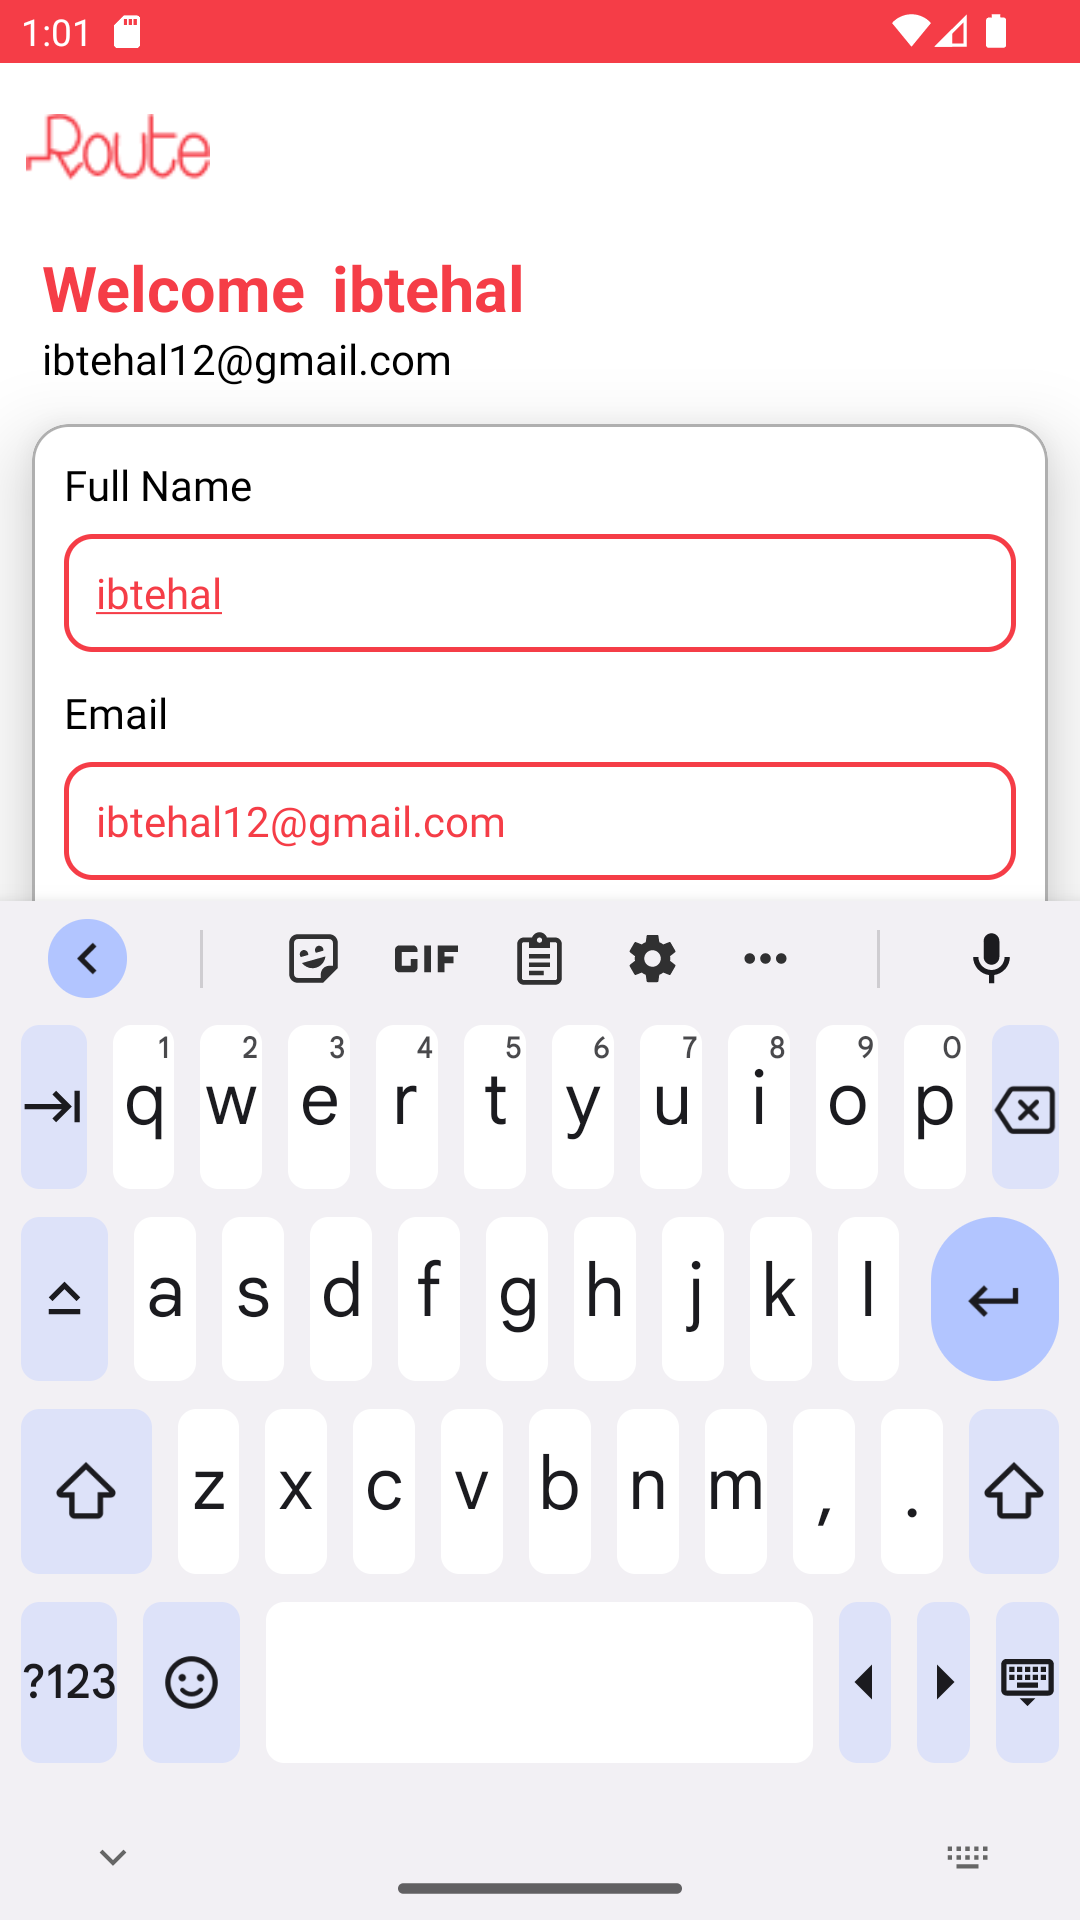 1:01
Route
Welcome ibtehal
ibtehal12@gmail.com
Full Name
ibtehal
Email
ibtehal12@gmail.com
GIF
1 2 3 4 5 6 7 8 9 0
q w e r t y u i o p
a s d f g h j k l
z x c v b n m , .
?123